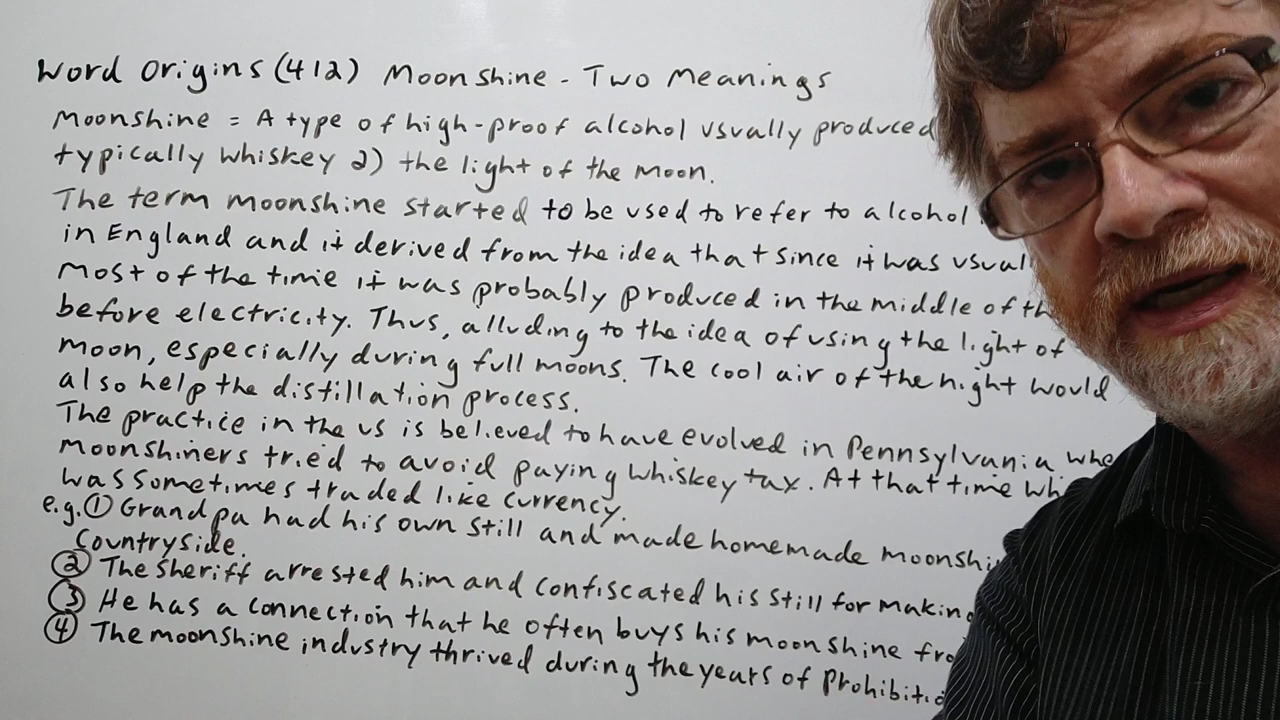 Word Origins (412) Moonshine - Two Meanings
Moonshine = A type of high-proof alcohol usually produced
typically whiskey 2) the light of the moon.
The term moonshine started to be used to refer to alcohol
in England and it derived from the idea that since it was
most of the time it was probably produced in the middle of
before electricity. Thus, alluding to the idea of using the light of
moon, especially during full moons. The cool air of the night would
also help the distillation process.
The practice in the US is believed to have evolved in Pennsylvania
Moonshiners tried to avoid paying whiskey tax. At that time
was sometimes traded like currency.
e.g. ① Grandpa had his own still and made homemade
countryside.
② The sheriff arrested him and confiscated his still for making
③ He has a connection that he often buys his moonshine
④ The moonshine industry thrived during the years of